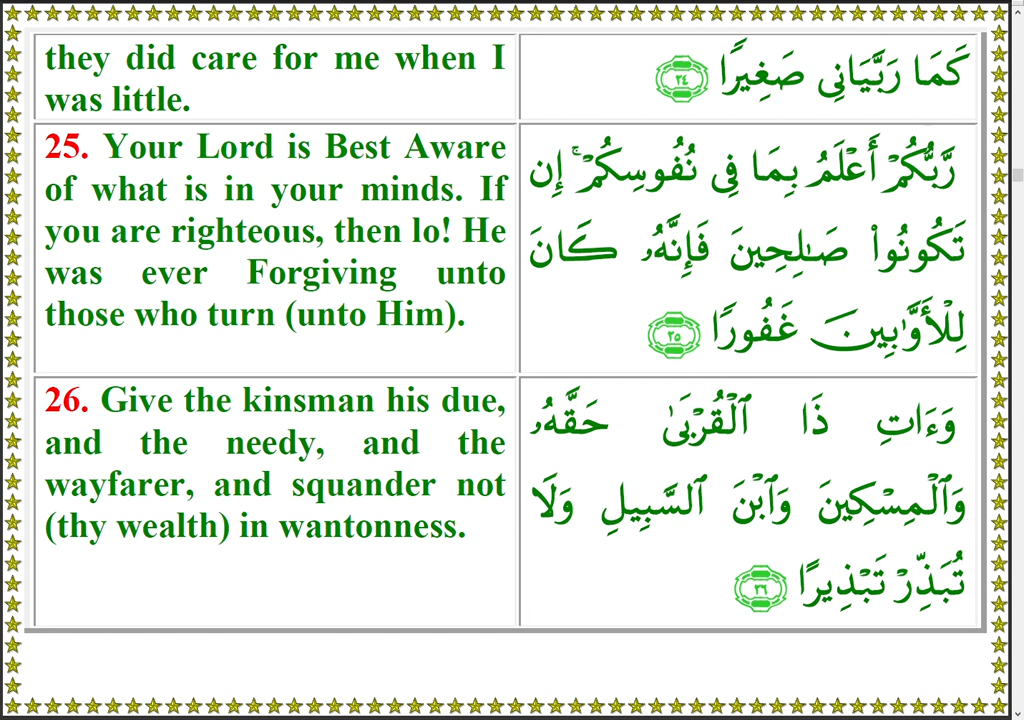 they did care for me when I
was little.
كَمَا رَبَّيَانِى صَغِيرًا ٢٤
25. Your Lord is Best Aware
of what is in your minds. If
you are righteous, then lo! He
was ever Forgiving unto
those who turn (unto Him).
رَّبُّكُمْ أَعْلَمُ بِمَا فِى نُفُوسِكُمْ ۚ إِن
تَكُونُوا۟ صَـٰلِحِينَ فَإِنَّهُۥ كَانَ
لِلْأَوَّٰبِينَ غَفُورًا ٢٥
26. Give the kinsman his due,
and the needy, and the
wayfarer, and squander not
(thy wealth) in wantonness.
وَءَاتِ ذَا ٱلْقُرْبَىٰ حَقَّهُۥ
وَٱلْمِسْكِينَ وَٱبْنَ ٱلسَّبِيلِ وَلَا
تُبَذِّرْ تَبْذِيرًا ٢٦